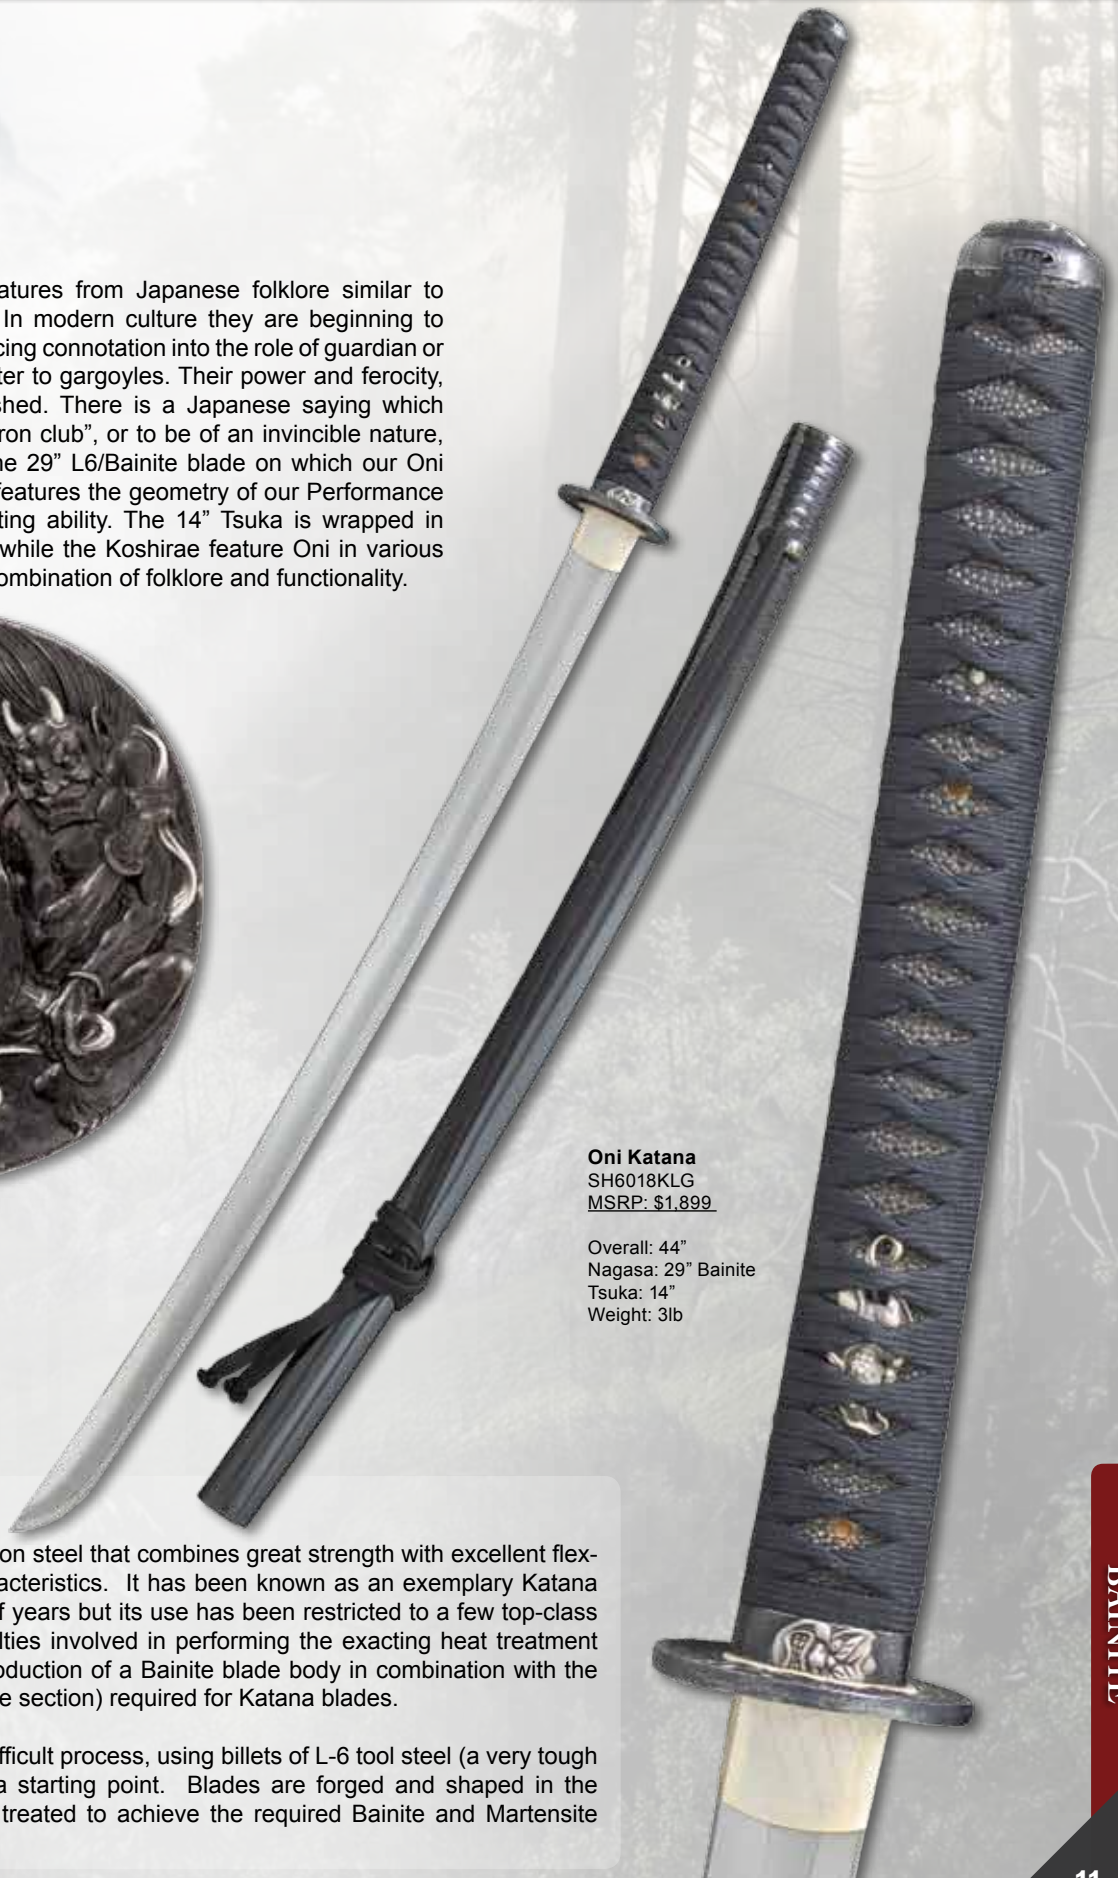 atures from Japanese folklore similar to
In modern culture they are beginning to
cing connotation into the role of guardian or
ter to gargoyles. Their power and ferocity,
shed. There is a Japanese saying which
ron club”, or to be of an invincible nature,
he 29” L6/Bainite blade on which our Oni
features the geometry of our Performance
ting ability. The 14” Tsuka is wrapped in
while the Koshirae feature Oni in various
ombination of folklore and functionality.
Oni Katana
SH6018KLG
MSRP: $1,899
Overall: 44”
Nagasa: 29” Bainite
Tsuka: 14”
Weight: 3lb
on steel that combines great strength with excellent flex-
acteristics. It has been known as an exemplary Katana
f years but its use has been restricted to a few top-class
lties involved in performing the exacting heat treatment
oduction of a Bainite blade body in combination with the
e section) required for Katana blades.
fficult process, using billets of L-6 tool steel (a very tough
a starting point. Blades are forged and shaped in the
treated to achieve the required Bainite and Martensite
BAINITE
11